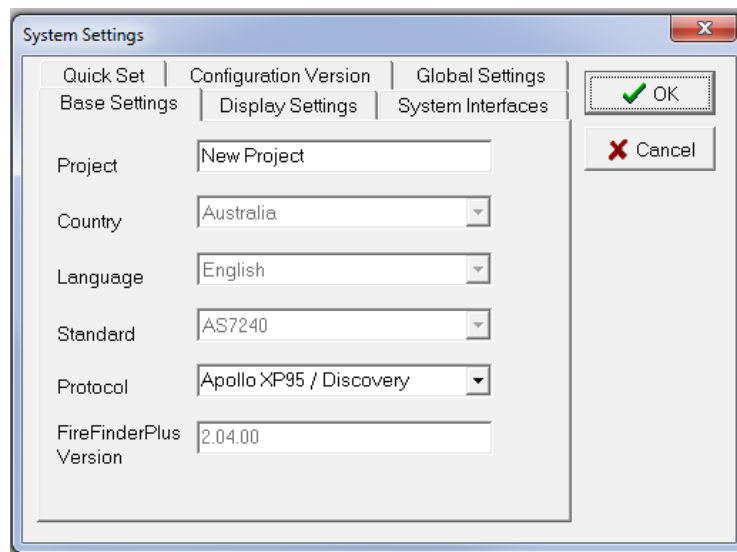 System Settings
Quick Set Configuration Version Global Settings
Base Settings Display Settings System Interfaces
OK
Cancel
Project New Project
Country Australia
Language English
Standard AS7240
Protocol Apollo XP95 / Discovery
FireFinderPlus
Version
2.04.00